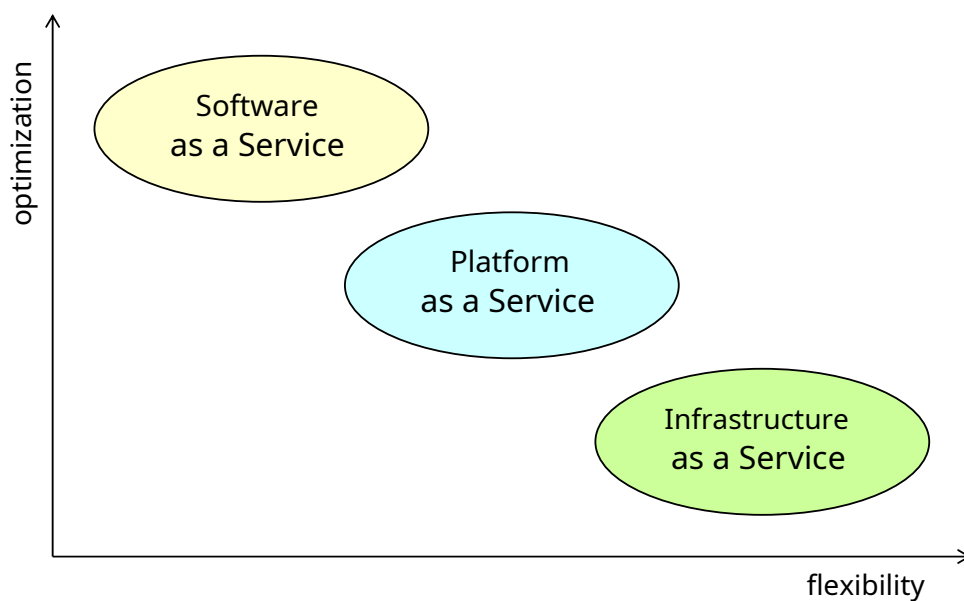 optimization
Software
as a Service
Platform
as a Service
Infrastructure
as a Service
flexibility